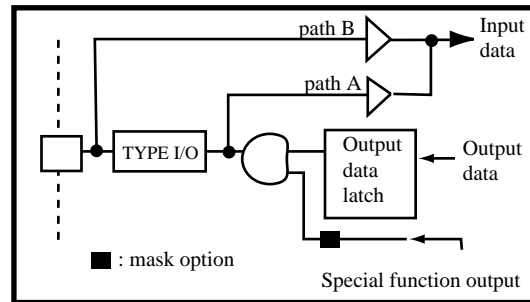 path B
Input
data
path A
TYPE I/O
Output
data
latch
Output
data
: mask option
Special function output